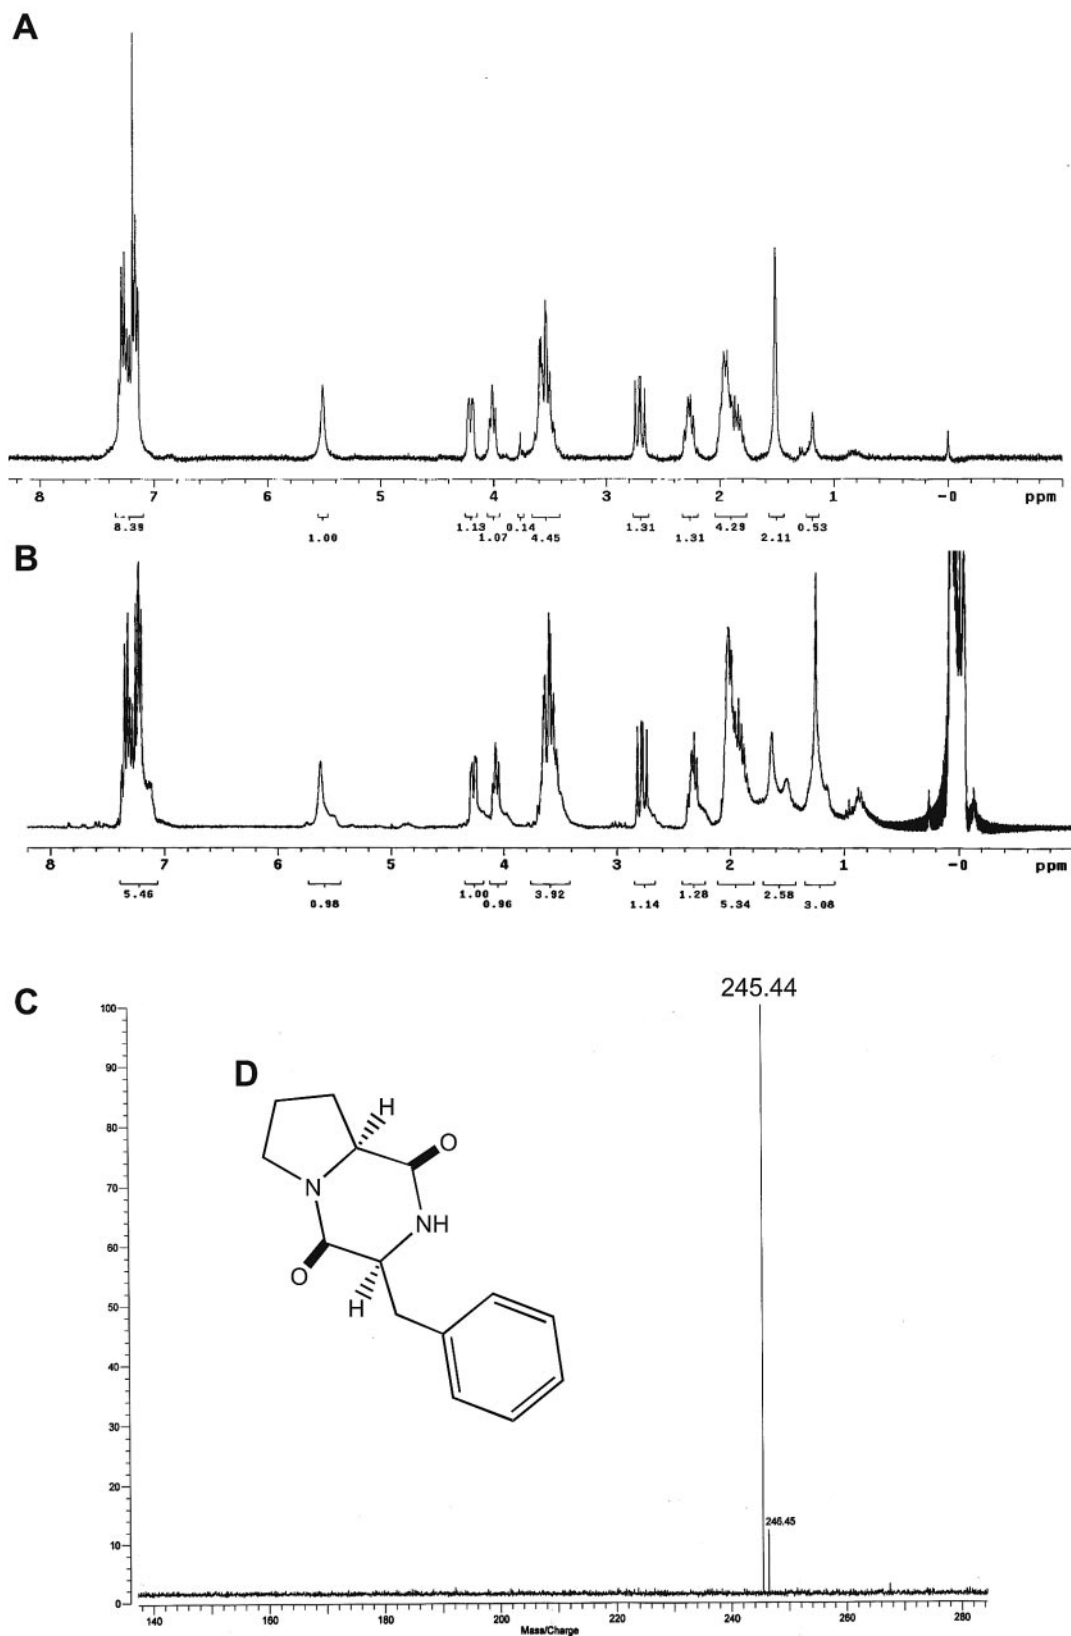 A
8 7 6 5 4 3 2 1 -0 ppm
8.39 1.13 0.14 1.31 4.29 0.53
1.00 1.07 4.45 1.31 2.11
B
8 7 6 5 4 3 2 1 -0 ppm
5.46 1.00 3.92 1.28 2.58
0.98 0.96 1.14 5.34 3.08
C
245.44
100
90
D
H
80
O
70
N
NH
60
O
H
50
40
30
20
246.45
10
0
140 160 180 200 220 240 260 280
Mass/Charge